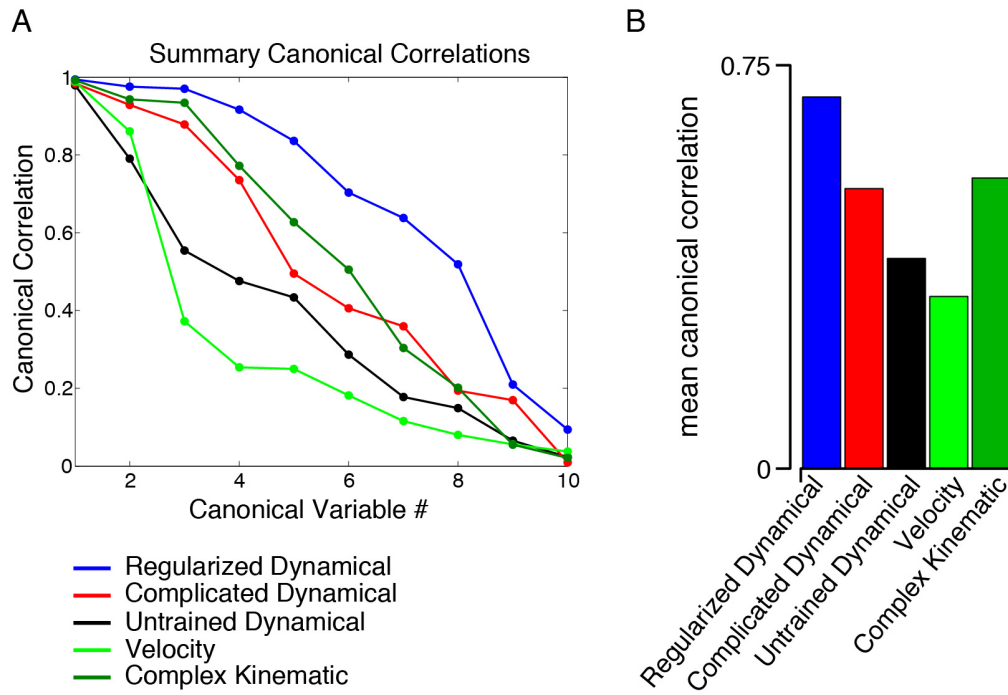 A
Summary Canonical Correlations
1
0.8
0.6
0.4
0.2
0
2 4 6 8 10
Canonical Correlation
Canonical Variable #
Regularized Dynamical
Complicated Dynamical
Untrained Dynamical
Velocity
Complex Kinematic
B
0.75
0
mean canonical correlation
Regularized Dynamical
Complicated Dynamical
Untrained Dynamical
Velocity
Complex Kinematic